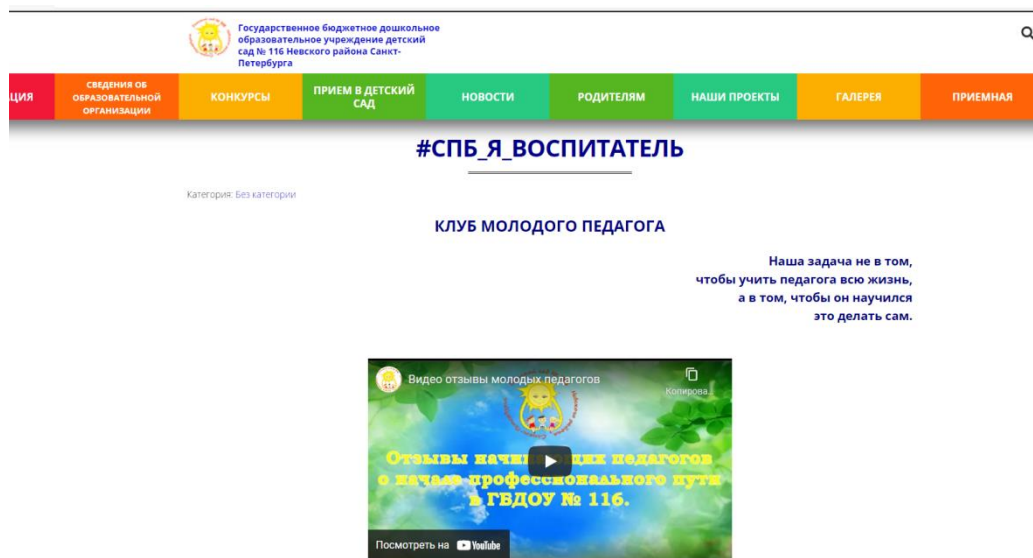 Государственное бюджетное дошкольное
образовательное учреждение детский
сад № 116 Невского района Санкт-
Петербурга
ЦИЯ
СВЕДЕНИЯ ОБ
ОБРАЗОВАТЕЛЬНОЙ
ОРГАНИЗАЦИИ
КОНКУРСЫ
ПРИЕМ В ДЕТСКИЙ
САД
НОВОСТИ
РОДИТЕЛЯМ
НАШИ ПРОЕКТЫ
ГАЛЕРЕЯ
ПРИЕМНАЯ
#СПБ_Я_ВОСПИТАТЕЛЬ
Категория: Без категории
КЛУБ МОЛОДОГО ПЕДАГОГА
Наша задача не в том,
чтобы учить педагога всю жизнь,
а в том, чтобы он научился
это делать сам.
Видео отзывы молодых педагогов
Копирова...
Отзывы начинающих педагогов
о начале профессионального пути
в ГБДОУ № 116.
Посмотреть на YouTube